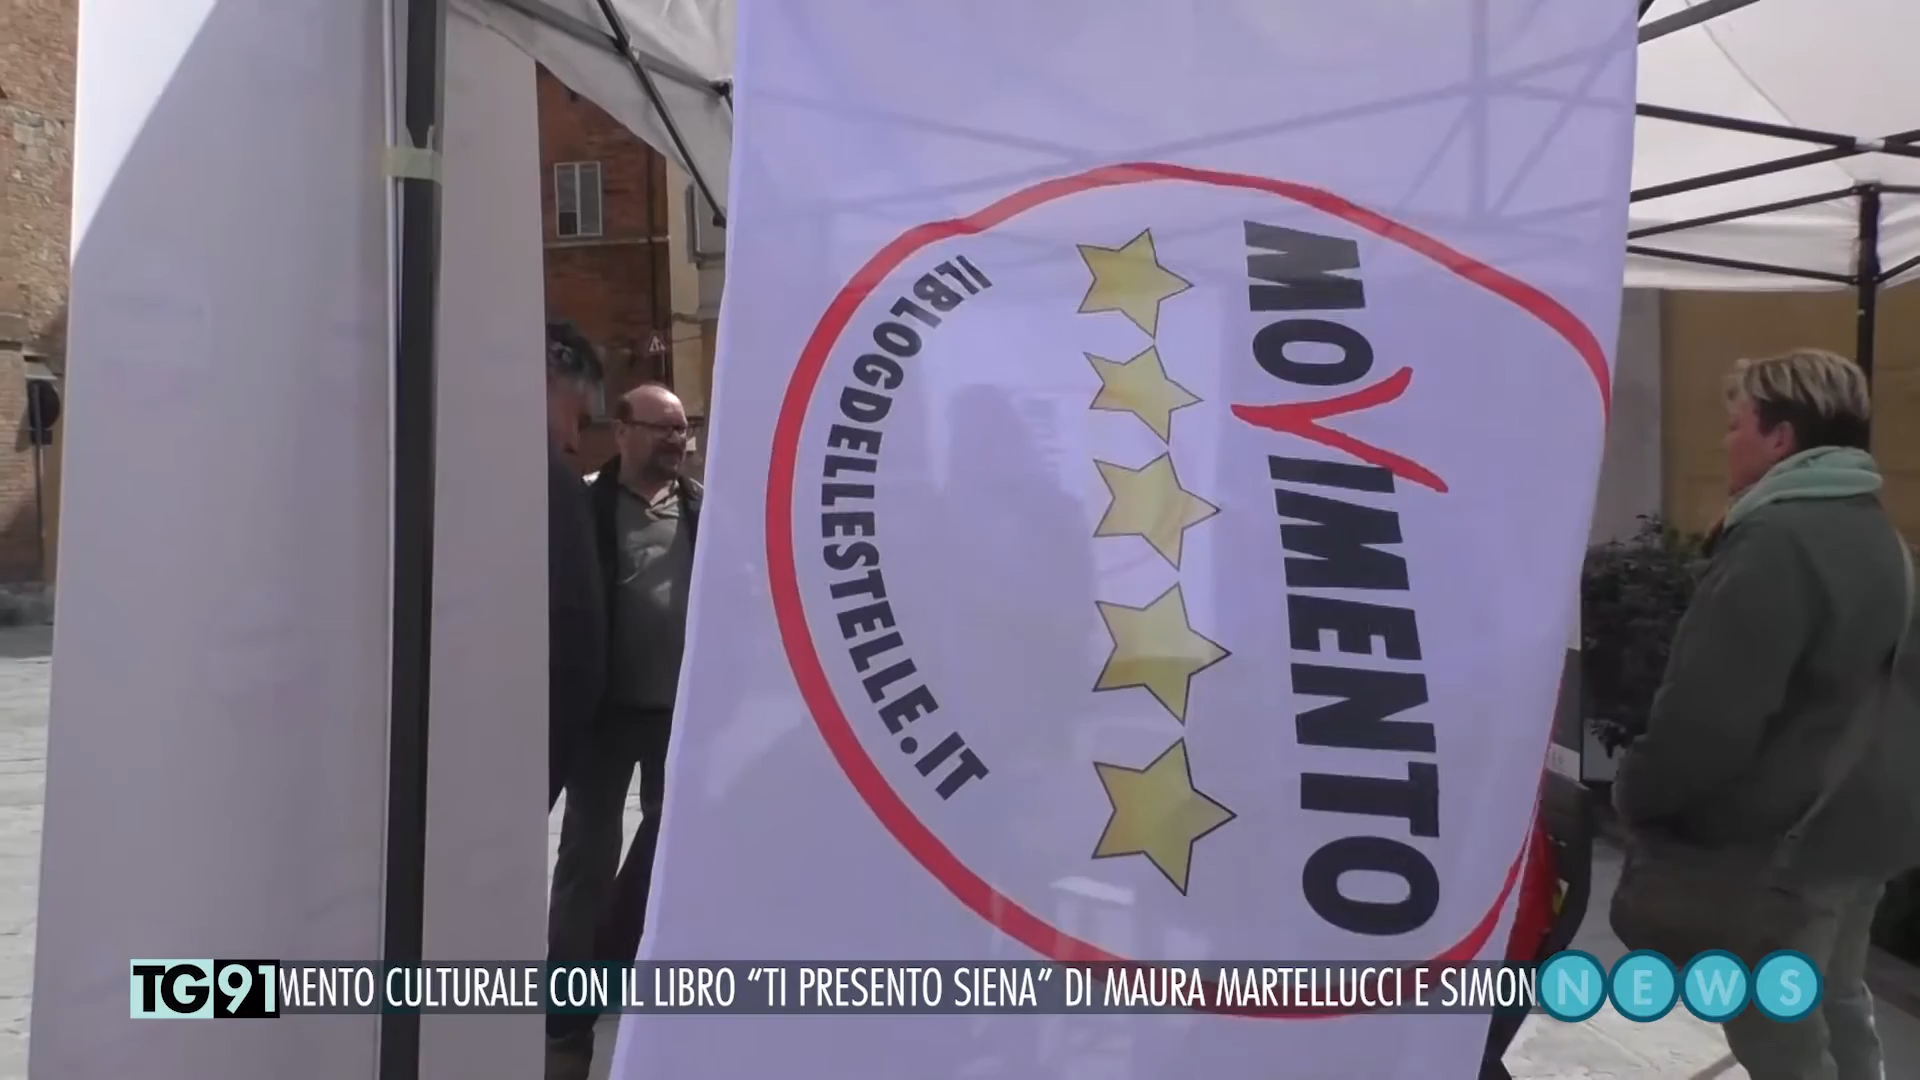 MOVIMENTO
ILBLOGDELLESTELLE.IT
TG91
MENTO CULTURALE CON IL LIBRO “TI PRESENTO SIENA” DI MAURA MARTELLUCCI E SIMON
NEWS